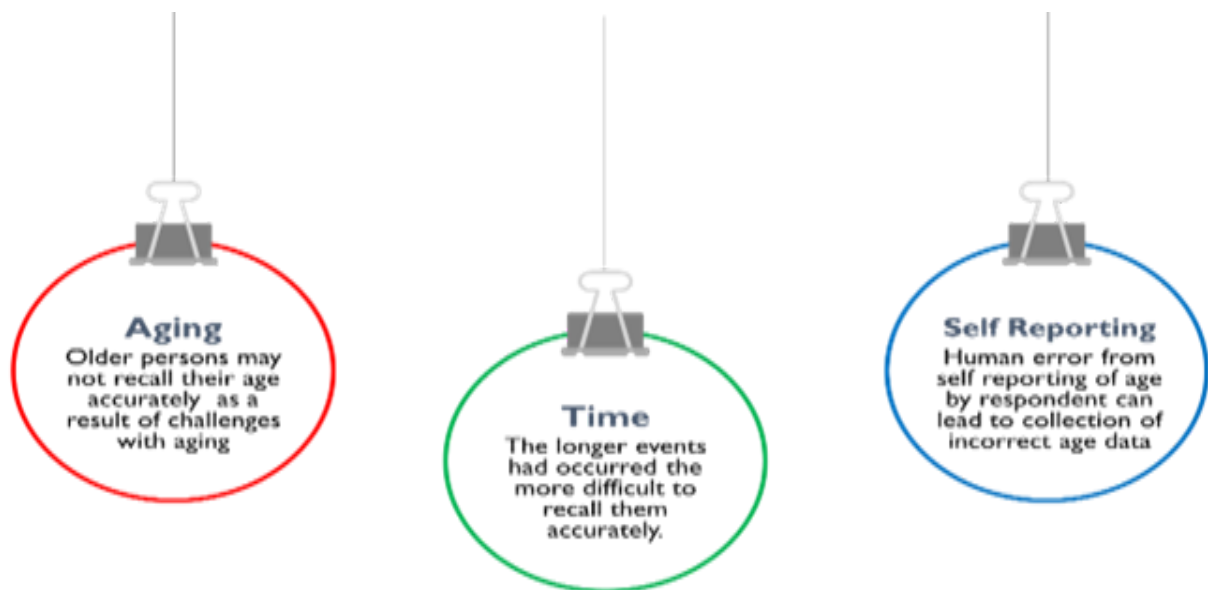 Aging
Older persons may
not recall their age
accurately as a
result of challenges
with aging
Time
The longer events
had occurred the
more difficult to
recall them
accurately.
Self Reporting
Human error from
self reporting of age
by respondent can
lead to collection of
incorrect age data